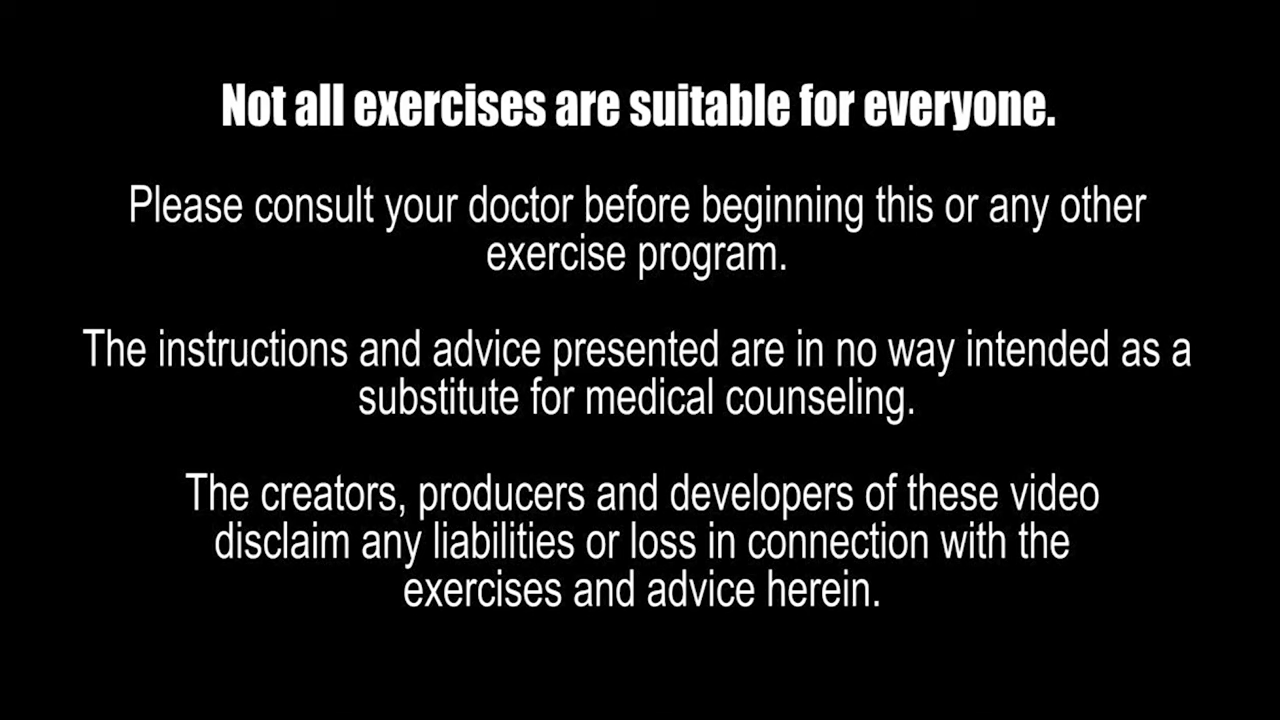 Not all exercises are suitable for everyone.
Please consult your doctor before beginning this or any other
exercise program.
The instructions and advice presented are in no way intended as a
substitute for medical counseling.
The creators, producers and developers of these video
disclaim any liabilities or loss in connection with the
exercises and advice herein.